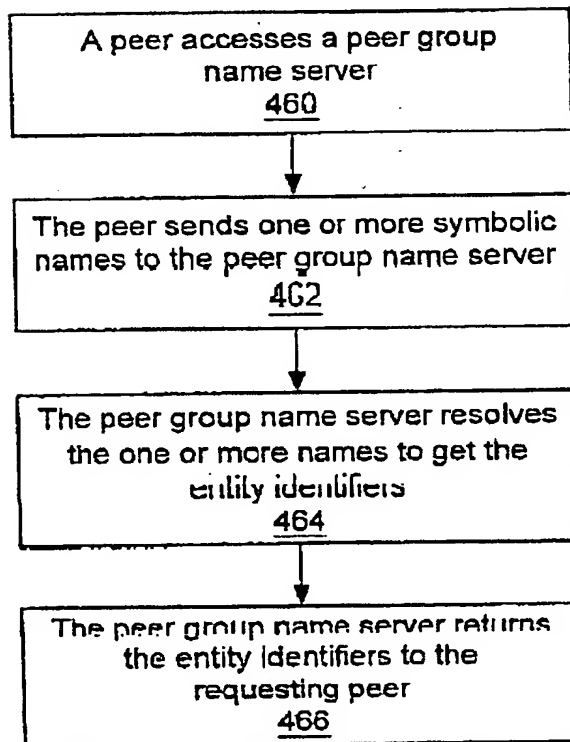 A peer accesses a peer group
name server
460
The peer sends one or more symbolic
names to the peer group name server
462
The peer group name server resolves
the one or more names to get the
entity identifiers
464
The peer group name server returns
the entity identifiers to the
requesting peer
466